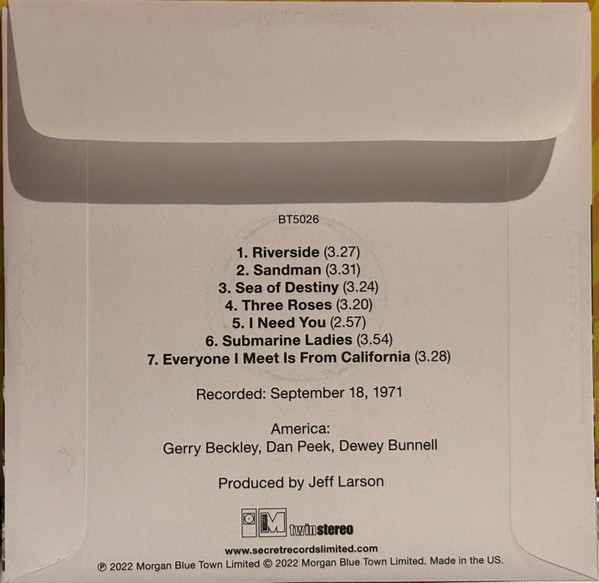 BT5026
1. Riverside (3.27)
2. Sandman (3.31)
3. Sea of Destiny (3.24)
4. Three Roses (3.20)
5. I Need You (2.57)
6. Submarine Ladies (3.54)
7. Everyone I Meet Is From California (3.28)
Recorded: September 18, 1971
America:
Gerry Beckley, Dan Peek, Dewey Bunnell
Produced by Jeff Larson
twinstereo
www.secretrecordslimited.com
℗ 2022 Morgan Blue Town Limited © 2022 Morgan Blue Town Limited. Made in the US.